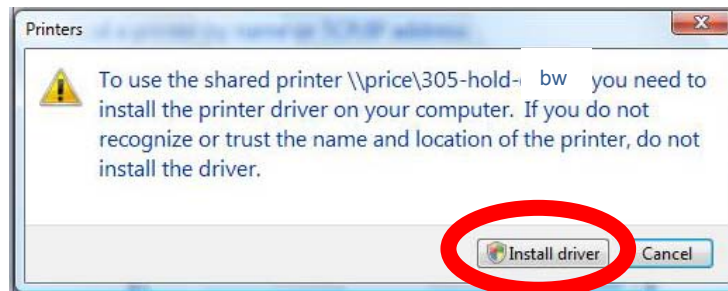 Printers
To use the shared printer \\price\305-hold- bw you need to
install the printer driver on your computer. If you do not
recognize or trust the name and location of the printer, do not
install the driver.
Install driver Cancel